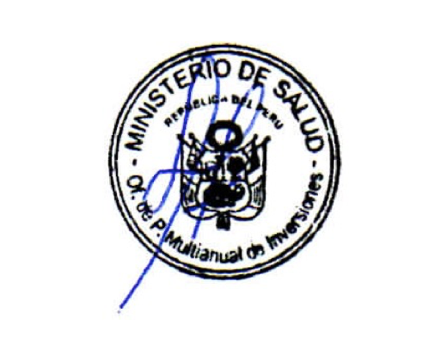 - MINISTERIO DE SALUD -
REPUBLICA DEL PERU
Of. de P. Multianual de Inversiones